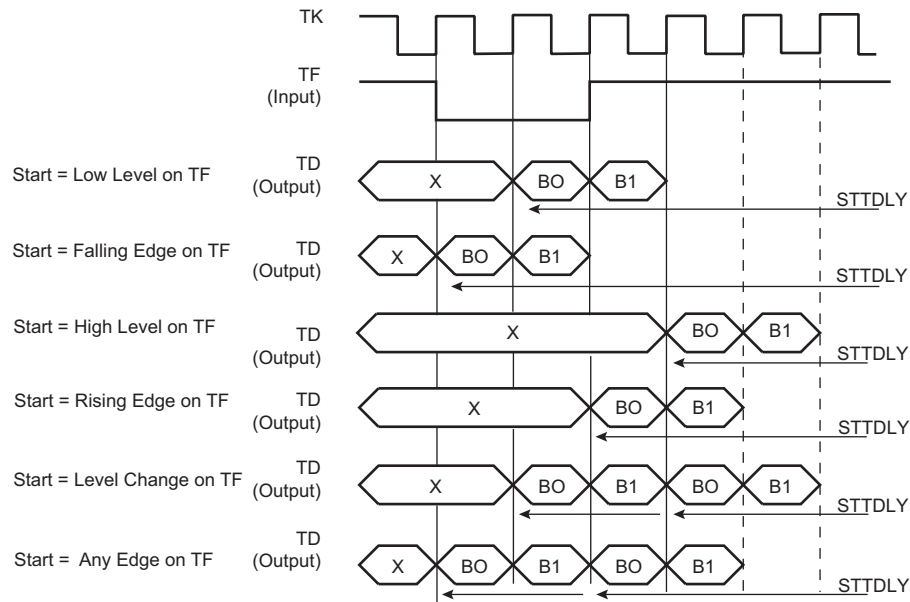 TK
TF
(Input)
Start = Low Level on TF
TD
(Output)
X
BO
B1
STTDLY
Start = Falling Edge on TF
TD
(Output)
X
BO
B1
STTDLY
Start = High Level on TF
TD
(Output)
X
BO
B1
STTDLY
Start = Rising Edge on TF
TD
(Output)
X
BO
B1
STTDLY
Start = Level Change on TF
TD
(Output)
X
BO
B1
BO
B1
STTDLY
Start = Any Edge on TF
TD
(Output)
X
BO
B1
BO
B1
STTDLY